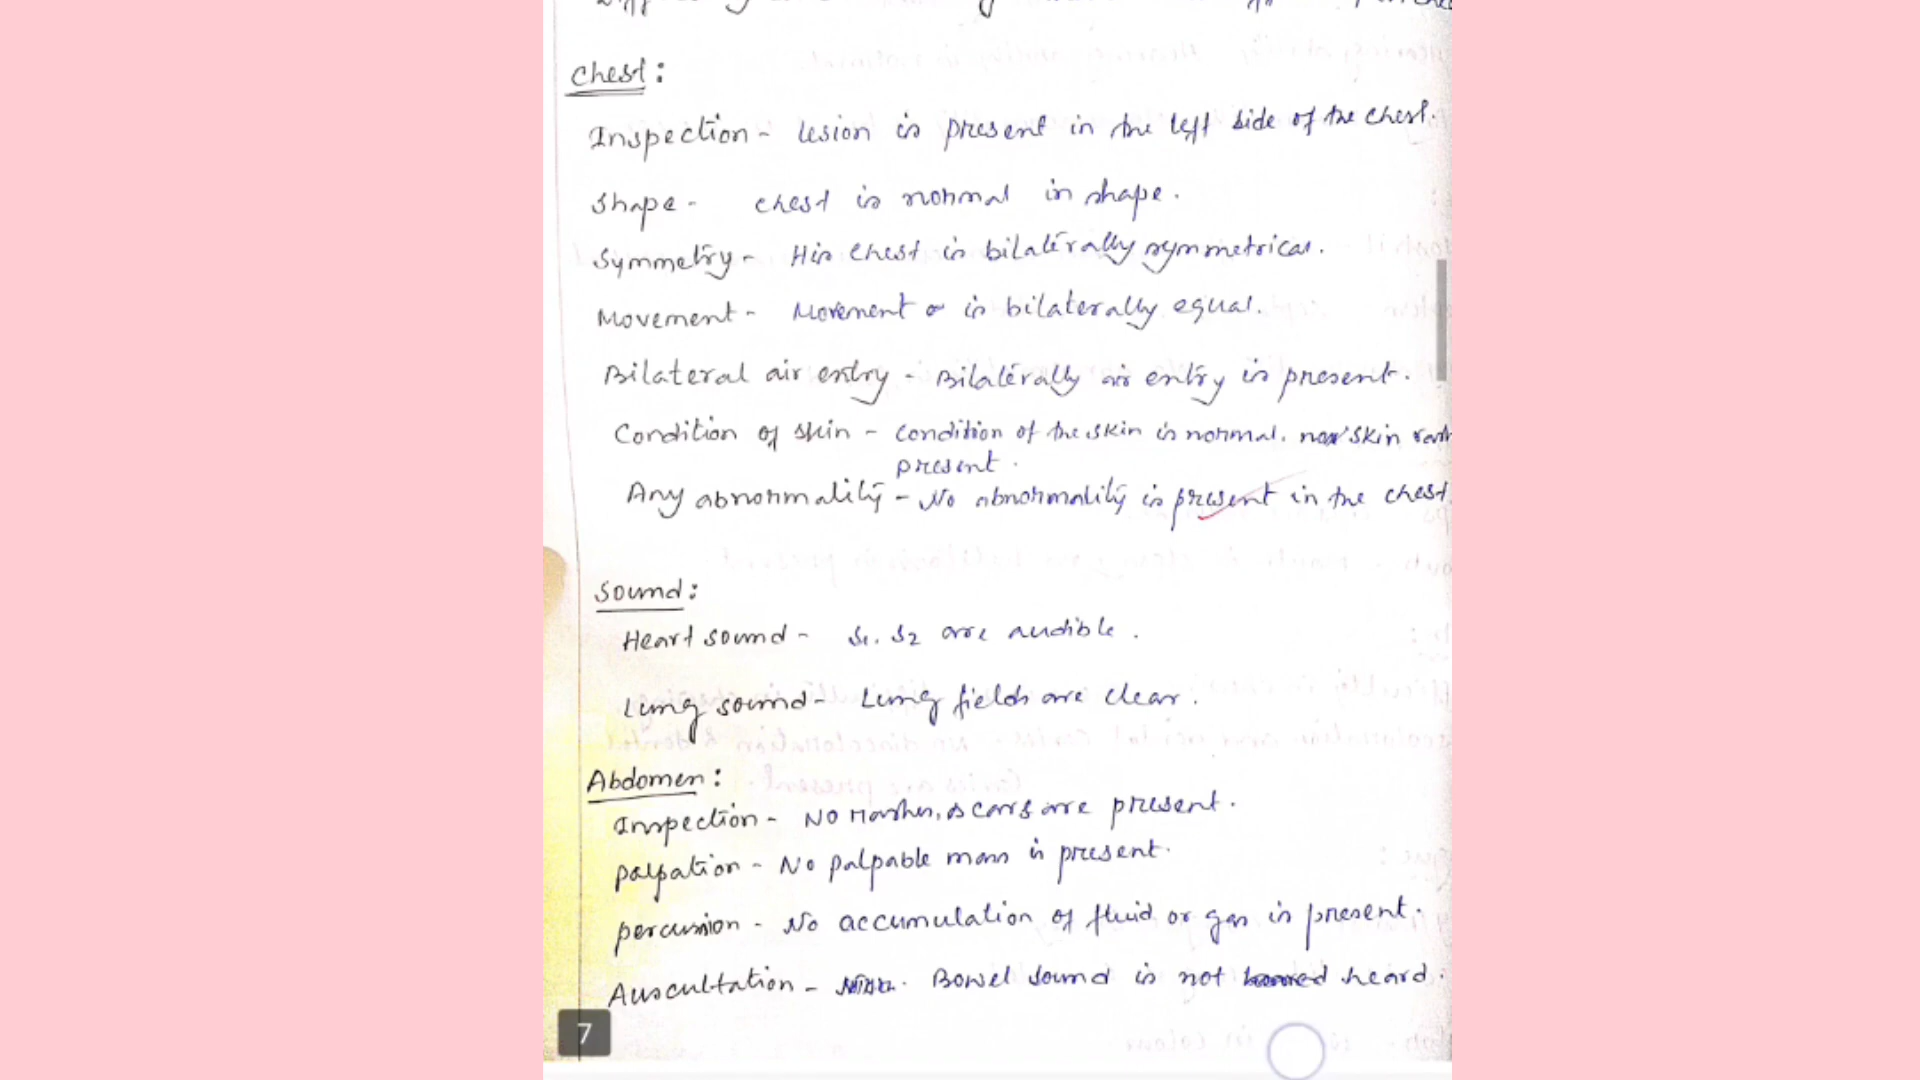 Chest:
Inspection - Lesion is present in the left side of the chest.
Shape - Chest is normal in shape.
Symmetry - His chest is bilaterally symmetrical.
Movement - Movement is bilaterally equal.
Bilateral air entry - Bilaterally air entry is present.
Condition of skin - Condition of the skin is normal. no skin rash
present.
Any abnormality - No abnormality is present in the chest
Sound:
Heart sound - S1. S2 are audible.
Lung sound - Lung fields are clear.
Abdomen:
Inspection - No rashes, scars are present.
palpation - No palpable mass is present.
percussion - No accumulation of fluid or gas is present.
Auscultation - Bowel sound is not heard.
7